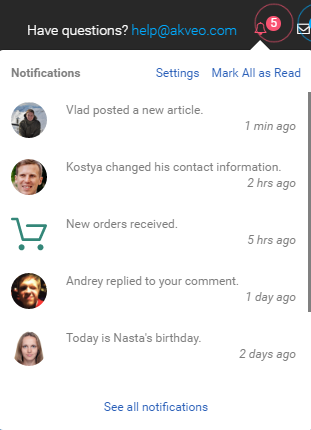 Have questions? help@akveo.com 5
Notifications Settings Mark All as Read
Vlad posted a new article.
1 min ago
Kostya changed his contact information.
2 hrs ago
New orders received.
5 hrs ago
Andrey replied to your comment.
1 day ago
Today is Nasta's birthday.
2 days ago
See all notifications